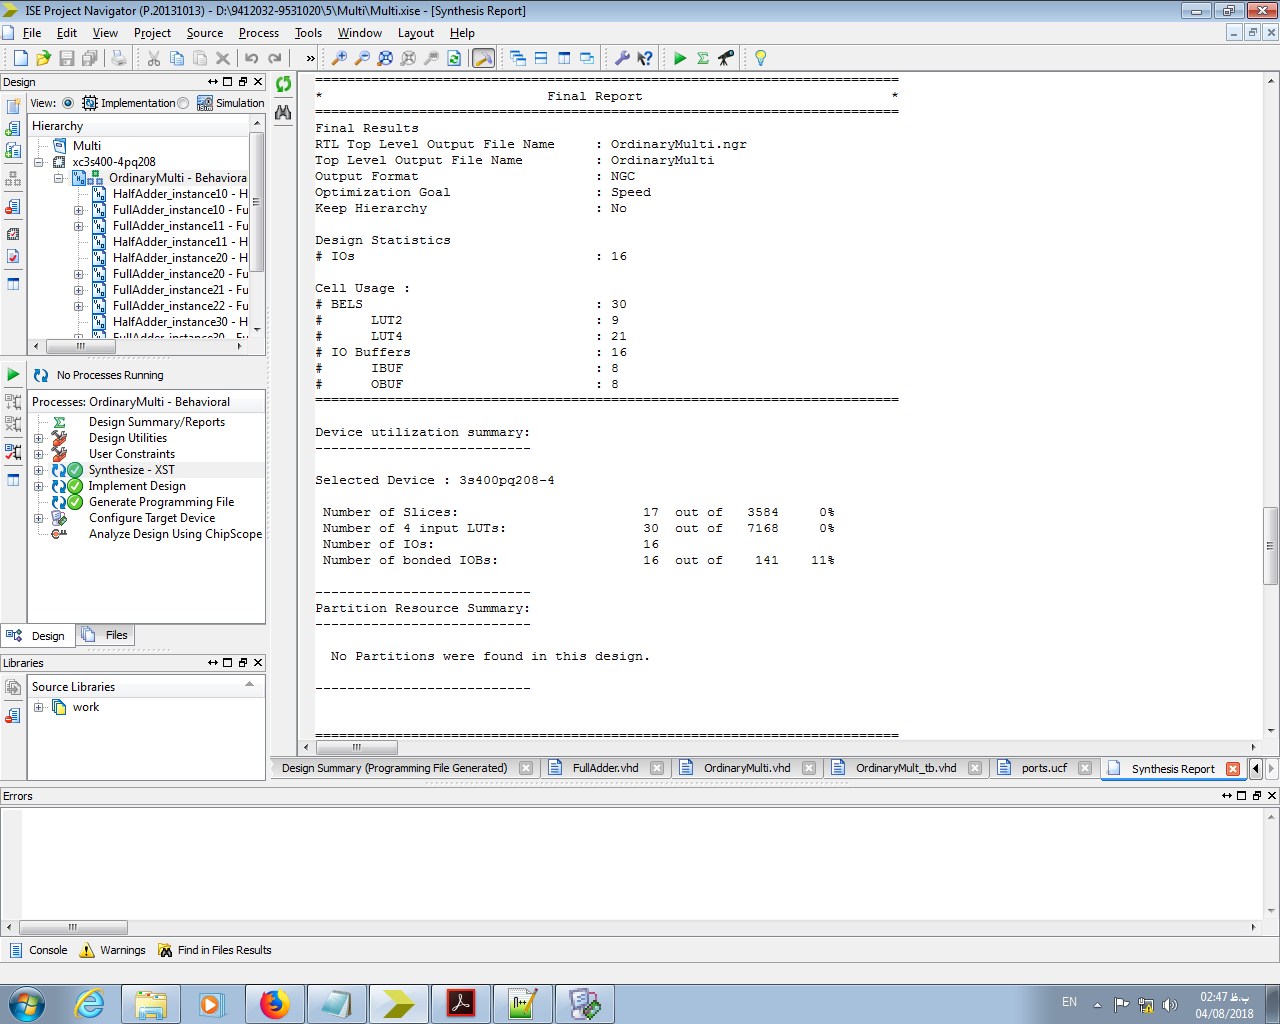 ISE Project Navigator (P.20131013) - D:\9412032-9531020\5\Multi\Multi.xise - [Synthesis Report]
File Edit View Project Source Process Tools Window Layout Help
»
Design
View: Implementation Simulation
Hierarchy
Multi
xc3s400-4pq208
OrdinaryMulti - Behaviora
HalfAdder_instance10 - H
FullAdder_instance10 - Fu
FullAdder_instance11 - Fu
HalfAdder_instance11 - H
HalfAdder_instance20 - H
FullAdder_instance20 - Fu
FullAdder_instance21 - Fu
FullAdder_instance22 - Fu
HalfAdder_instance30 - H
FullAdder_instance30 - Fu
No Processes Running
Processes: OrdinaryMulti - Behavioral
Design Summary/Reports
Design Utilities
User Constraints
Synthesize - XST
Implement Design
Generate Programming File
Configure Target Device
Analyze Design Using ChipScope
Design Files
Libraries
Source Libraries
work
=========================================================================
* Final Report *
=========================================================================
Final Results
RTL Top Level Output File Name : OrdinaryMulti.ngr
Top Level Output File Name : OrdinaryMulti
Output Format : NGC
Optimization Goal : Speed
Keep Hierarchy : No
Design Statistics
# IOs : 16
Cell Usage :
# BELS : 30
# LUT2 : 9
# LUT4 : 21
# IO Buffers : 16
# IBUF : 8
# OBUF : 8
=========================================================================
Device utilization summary:
---------------------------
Selected Device : 3s400pq208-4
Number of Slices: 17 out of 3584 0%
Number of 4 input LUTs: 30 out of 7168 0%
Number of IOs: 16
Number of bonded IOBs: 16 out of 141 11%
---------------------------
Partition Resource Summary:
---------------------------
No Partitions were found in this design.
---------------------------
=========================================================================
Design Summary (Programming File Generated) FullAdder.vhd OrdinaryMulti.vhd OrdinaryMult_tb.vhd ports.ucf Synthesis Report
Errors
Console Warnings Find in Files Results
EN
02:47 ب.ظ
04/08/2018